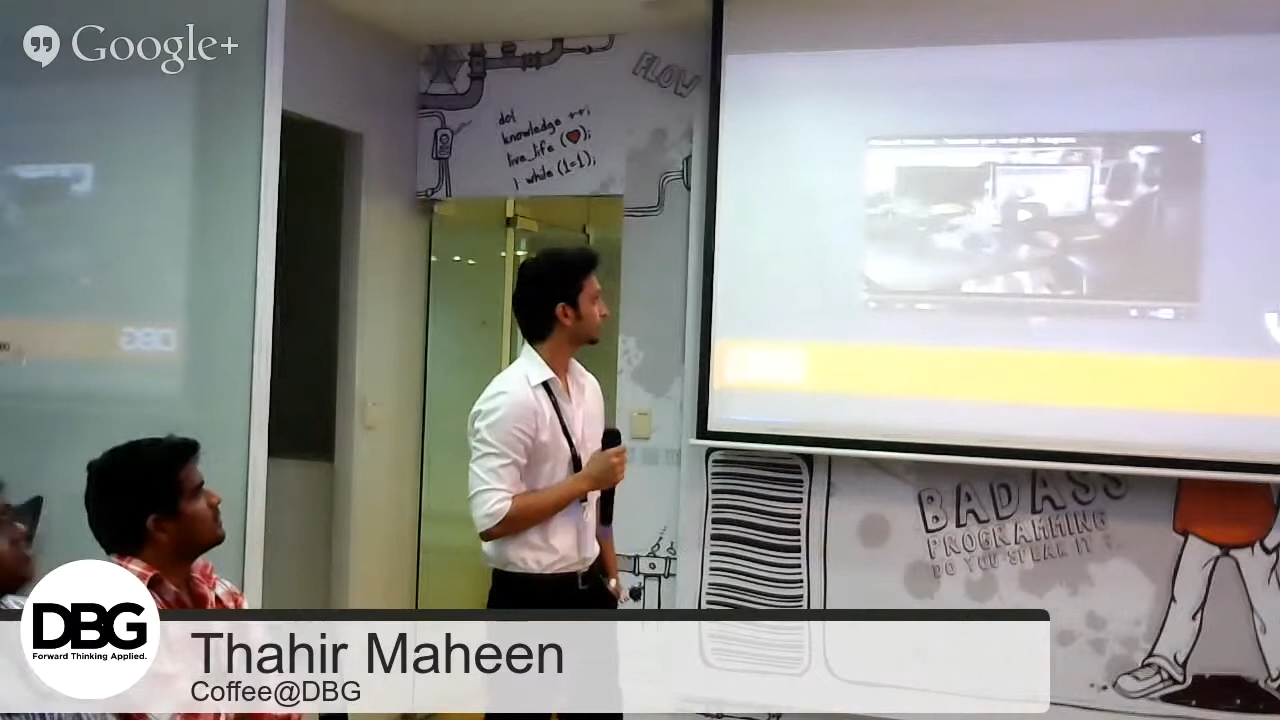 Google+
FLOW
do{
knowledge ++;
live_life (♥);
} while (1=1);
DBG
BADASS
PROGRAMMING
DO YOU SPEAK IT ?
DBG
Forward Thinking Applied.
Thahir Maheen
Coffee@DBG